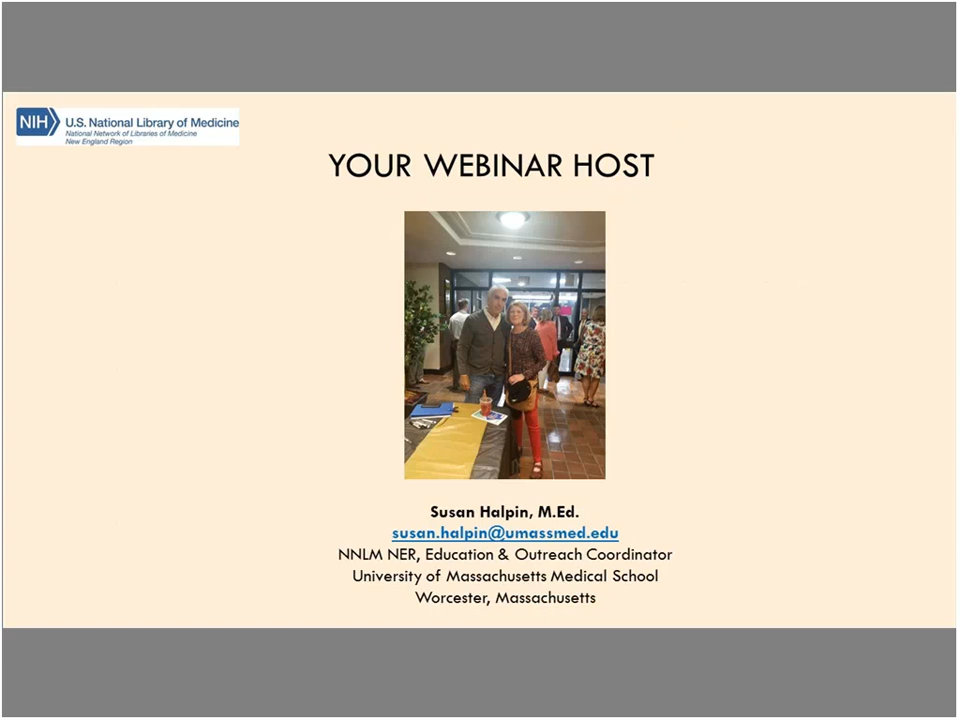 NIH
U.S. National Library of Medicine
National Network of Libraries of Medicine
New England Region
YOUR WEBINAR HOST
Susan Halpin, M.Ed.
susan.halpin@umassmed.edu
NNLM NER, Education & Outreach Coordinator
University of Massachusetts Medical School
Worcester, Massachusetts